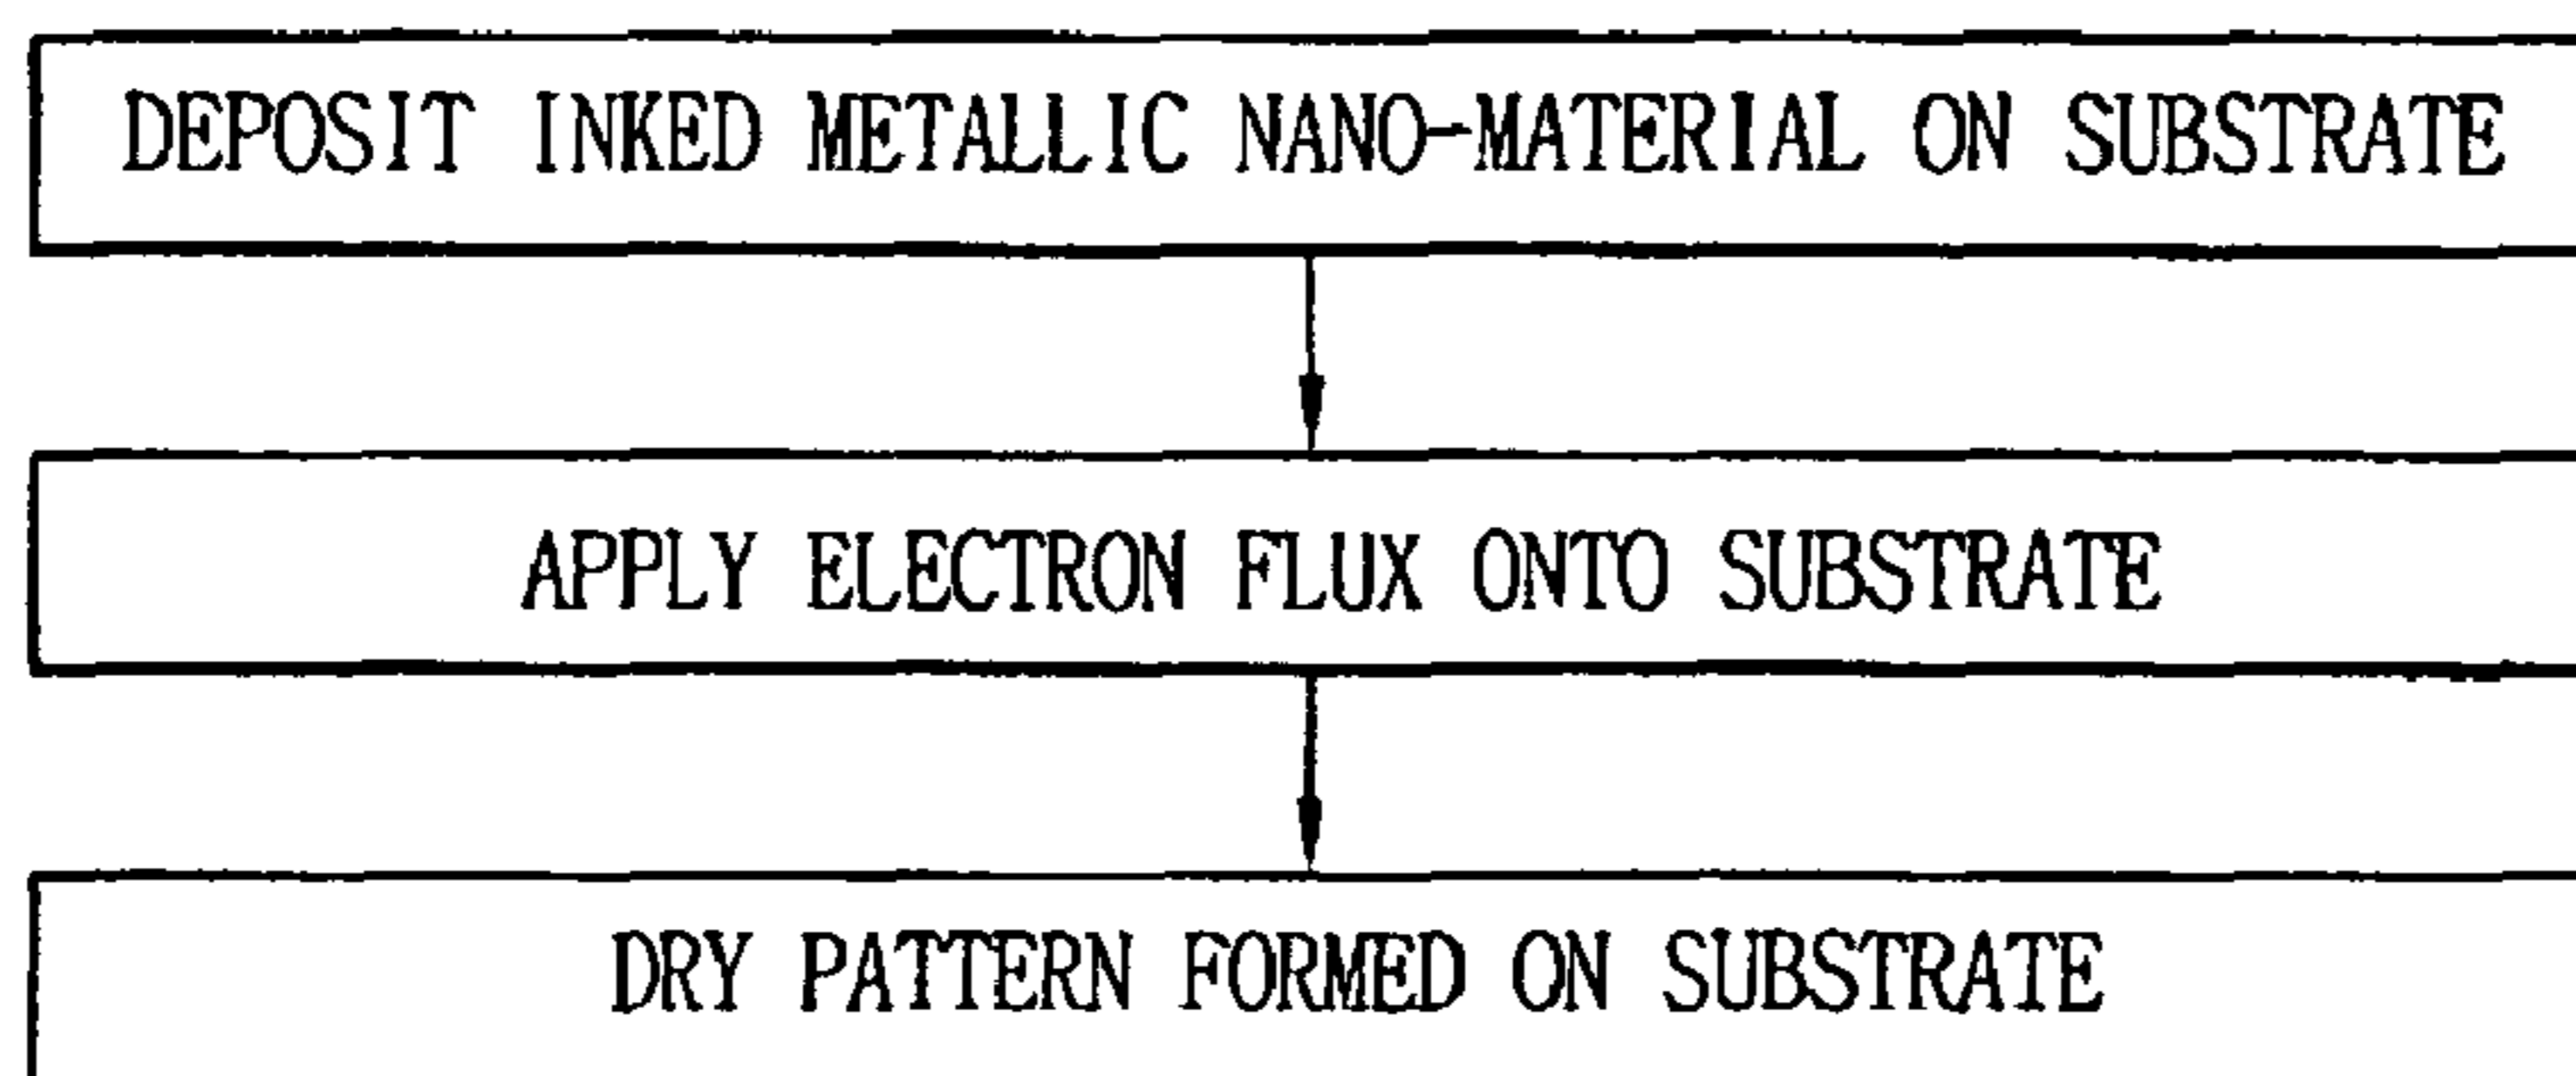 DEPOSIT INKED METALLIC NANO-MATERIAL ON SUBSTRATE
APPLY ELECTRON FLUX ONTO SUBSTRATE
DRY PATTERN FORMED ON SUBSTRATE